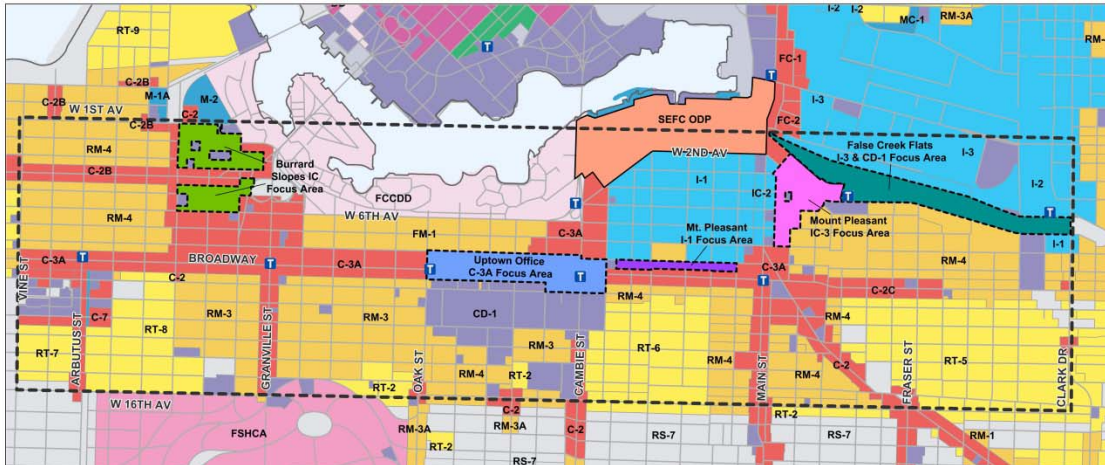 RT-9
I-2
I-2
MC-1
RM-3A
FC-1
C-2B
M-1A
M-2
C-2
C-2B
W 1ST AV
C-2B
I-3
FC-2
SEFC ODP
RM-4
C-2B
Burrard
Slopes IC
Focus Area
W 2ND AV
False Creek Flats
I-3 & CD-1 Focus Area
I-3
I-2
I-1
IC-2
FCCDD
RM-4
W 6TH AV
FM-1
C-3A
Mt. Pleasant
I-1 Focus Area
Mount Pleasant
IC-3 Focus Area
I-1
C-3A
BROADWAY
C-3A
Uptown Office
C-3A Focus Area
C-3A
RM-4
C-2
RM-4
C-2C
VINE ST
C-7
RT-8
RM-3
RM-3
CD-1
RM-3
RT-6
RM-4
RM-4
C-2
RT-5
RT-7
ARBUTUS ST
GRANVILLE ST
RT-2
OAK ST
RM-4
RT-2
CAMBIE ST
MAIN ST
RM-4
FRASER ST
CLARK DR
W 16TH AV
C-2
RT-2
FSHCA
RM-3A
RT-2
RM-3A
C-2
RS-7
RS-7
RS-7
RM-1
T
T
T
T
T
T
T
T
T
T